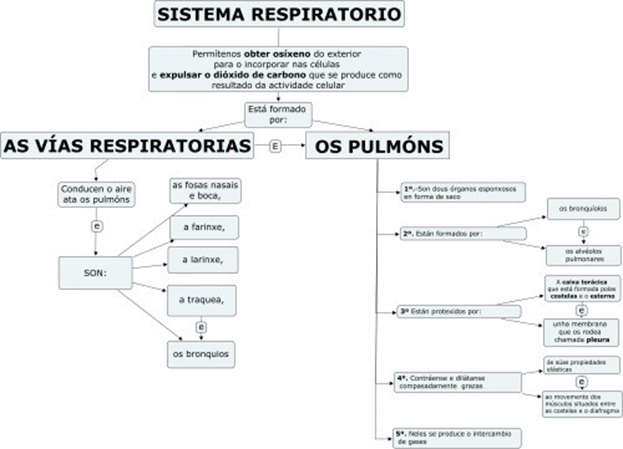 SISTEMA RESPIRATORIO
Permítenos obter osíxeno do exterior
para o incorporar nas células
e expulsar o dióxido de carbono que se produce como
resultado da actividade celular
Está formado
por:
AS VÍAS RESPIRATORIAS
E
OS PULMÓNS
Conducen o aire
ata os pulmóns
e
SON:
as fosas nasais
e boca,
a farinxe,
a larinxe,
a traquea,
e
os bronquios
1º.-Son dous órganos esponxosos
en forma de saco
2º. Están formados por:
os bronquíolos
e
os alvéolos
pulmonares
3º Están protexidos por:
A caixa torácica
que está formada polas
costelas e o esterno
e
unha membrana
que os rodea
chamada pleura
4º. Contráense e dilátanse
compasadamente grazas
ás súas propiedades
elásticas
e
ao movemento dos
músculos situados entre
as costelas e o diafragma
5º. Neles se produce o intercambio
de gases